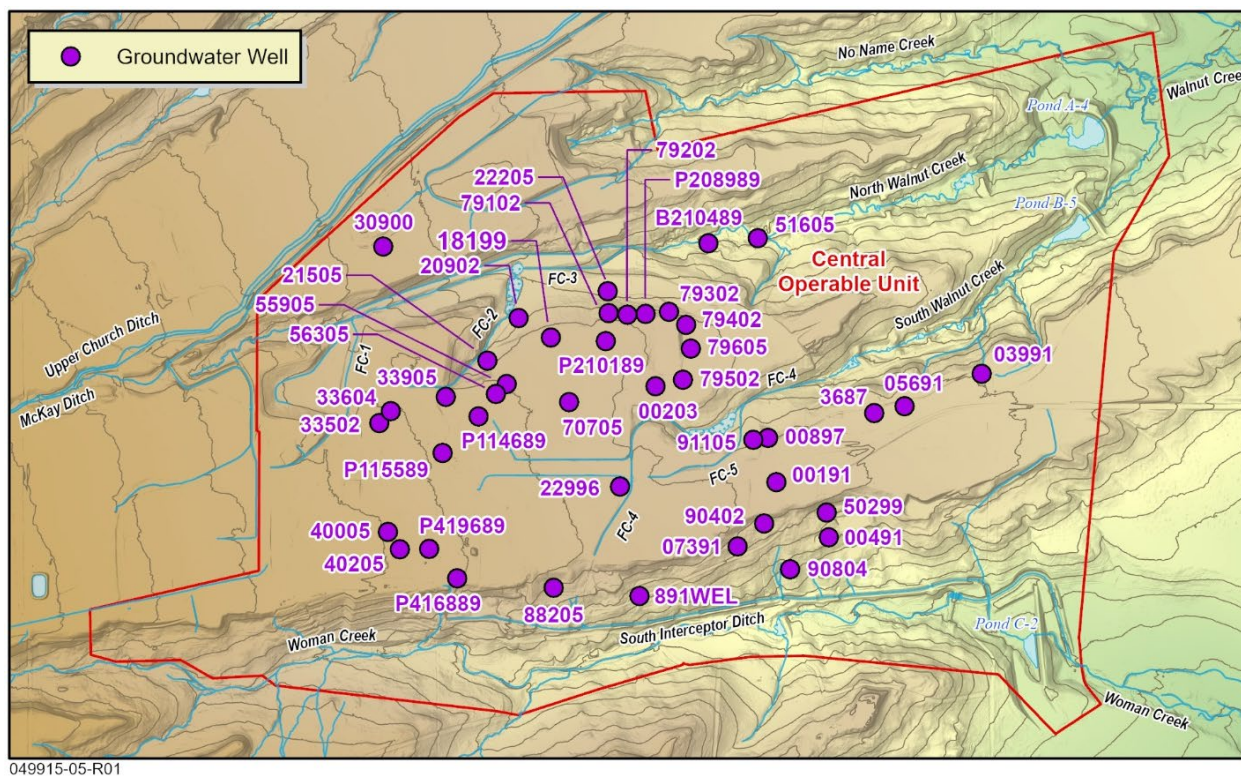 Groundwater Well
No Name Creek
Walnut Creek
Pond A-4
79202
22205
P208989
79102
North Walnut Creek
Pond B-5
B210489
51605
30900
18199
20902
Central
Operable Unit
21505
FC-3
55905
79302
South Walnut Creek
56305
FC-2
79402
Upper Church Ditch
FC-1
79605
P210189
03991
33905
79502
FC-4
05691
McKay Ditch
33604
00203
3687
33502
70705
P114689
91105
00897
P115589
FC-5
00191
22996
50299
40005
P419689
90402
FC-4
00491
40205
07391
90804
P416889
88205
891WEL
Pond C-2
Woman Creek
South Interceptor Ditch
Woman Creek
049915-05-R01